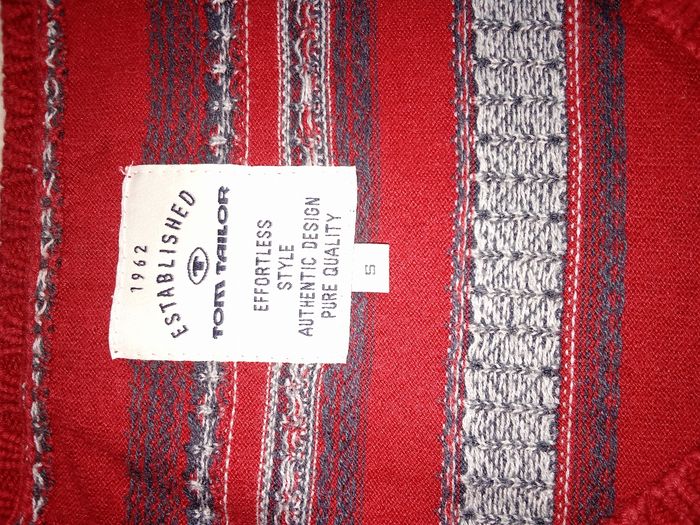 1962
ESTABLISHED
T
TOM TAILOR
EFFORTLESS
STYLE
AUTHENTIC DESIGN
PURE QUALITY
S